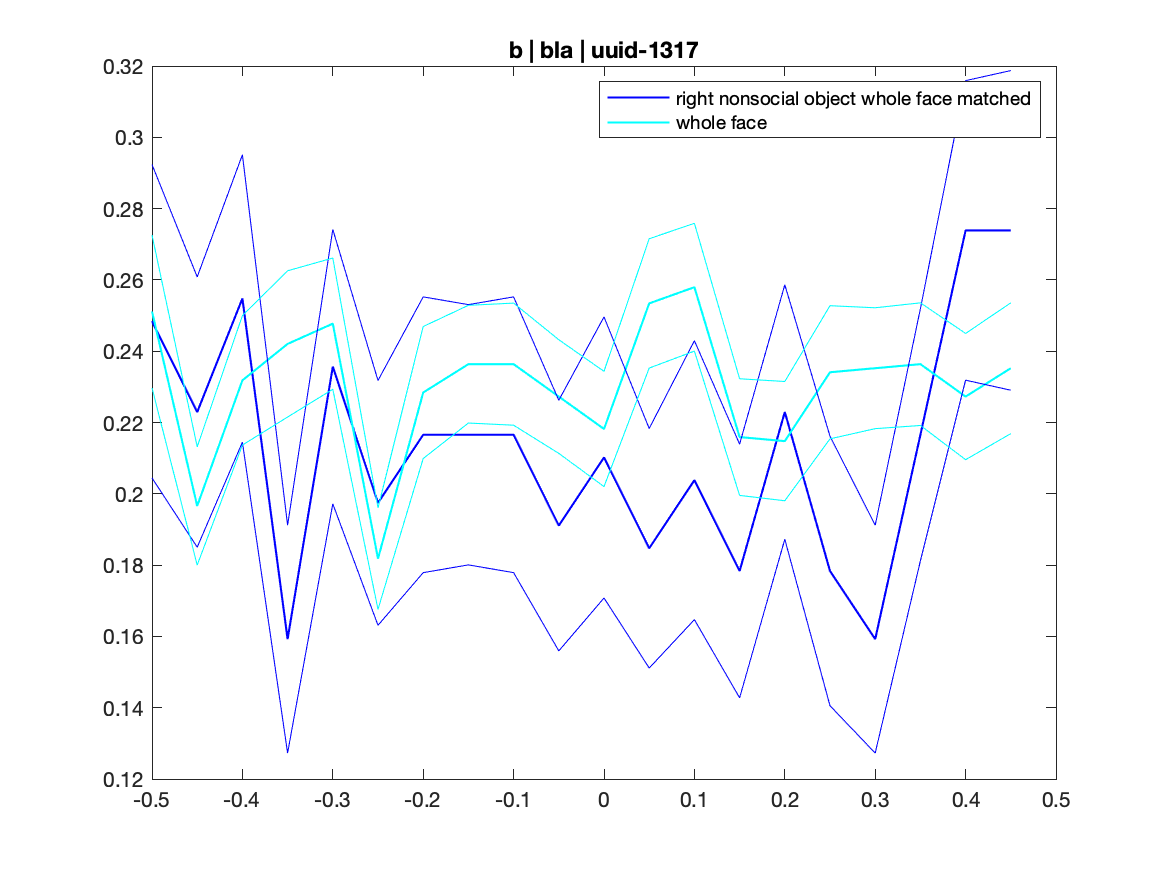 b | bla | uuid-1317
right nonsocial object whole face matched
whole face
0.32
0.3
0.28
0.26
0.24
0.22
0.2
0.18
0.16
0.14
0.12
-0.5 -0.4 -0.3 -0.2 -0.1 0 0.1 0.2 0.3 0.4 0.5